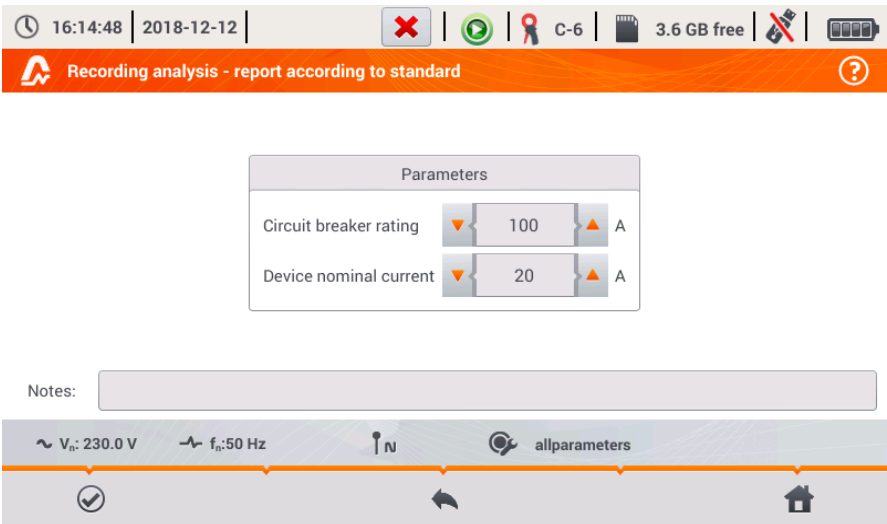 16:14:48 2018-12-12 C-6 3.6 GB free
Recording analysis - report according to standard ?
Parameters
Circuit breaker rating 100 A
Device nominal current 20 A
Notes:
Vn: 230.0 V fn:50 Hz N allparameters